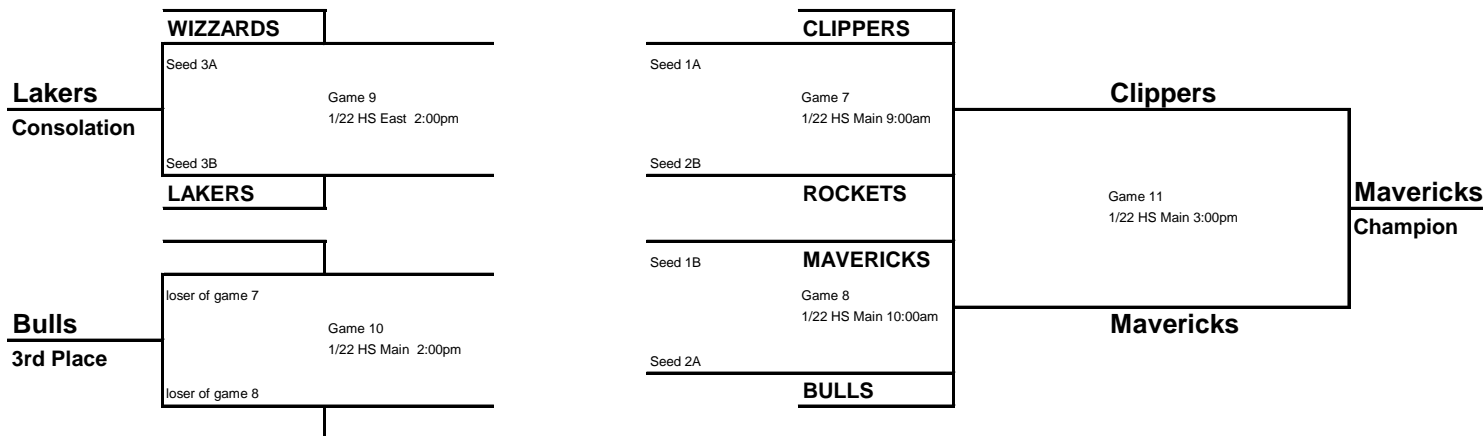 WIZZARDS
Seed 3A
Lakers
Consolation
Game 9
1/22 HS East 2:00pm
Seed 3B
LAKERS
loser of game 7
Bulls
3rd Place
Game 10
1/22 HS Main 2:00pm
loser of game 8
CLIPPERS
Seed 1A
Game 7
1/22 HS Main 9:00am
Seed 2B
ROCKETS
Seed 1B
MAVERICKS
Game 8
1/22 HS Main 10:00am
Seed 2A
BULLS
Clippers
Game 11
1/22 HS Main 3:00pm
Mavericks
Mavericks
Champion